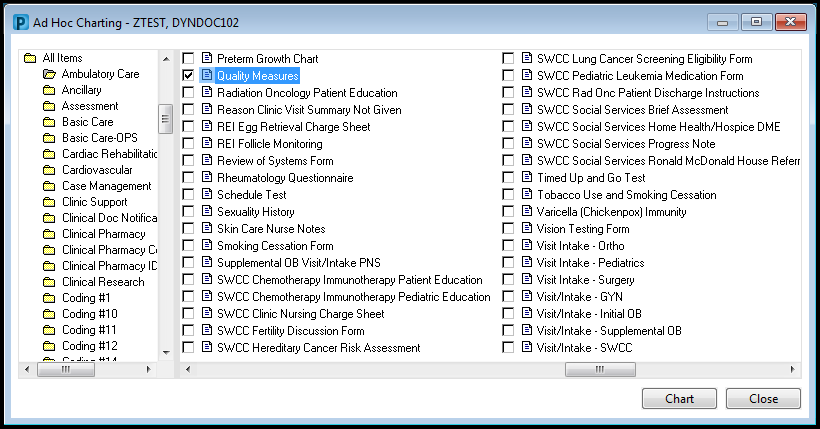 Ad Hoc Charting - ZTEST, DYNDOC102
All Items
Ambulatory Care
Ancillary
Assessment
Basic Care
Basic Care-OPS
Cardiac Rehabilitatic
Cardiovascular
Case Management
Clinic Support
Clinical Doc Notifica
Clinical Pharmacy
Clinical Pharmacy Co
Clinical Pharmacy ID
Clinical Research
Coding #1
Coding #10
Coding #11
Coding #12
Coding #14
Preterm Growth Chart
Quality Measures
Radiation Oncology Patient Education
Reason Clinic Visit Summary Not Given
REI Egg Retrieval Charge Sheet
REI Follicle Monitoring
Review of Systems Form
Rheumatology Questionnaire
Schedule Test
Sexuality History
Skin Care Nurse Notes
Smoking Cessation Form
Supplemental OB Visit/Intake PNS
SWCC Chemotherapy Immunotherapy Patient Education
SWCC Chemotherapy Immunotherapy Pediatric Education
SWCC Clinic Nursing Charge Sheet
SWCC Fertility Discussion Form
SWCC Hereditary Cancer Risk Assessment
SWCC Lung Cancer Screening Eligibility Form
SWCC Pediatric Leukemia Medication Form
SWCC Rad Onc Patient Discharge Instructions
SWCC Social Services Brief Assessment
SWCC Social Services Home Health/Hospice DME
SWCC Social Services Progress Note
SWCC Social Services Ronald McDonald House Referr
Timed Up and Go Test
Tobacco Use and Smoking Cessation
Varicella (Chickenpox) Immunity
Vision Testing Form
Visit Intake - Ortho
Visit Intake - Pediatrics
Visit Intake - Surgery
Visit/Intake - GYN
Visit/Intake - Initial OB
Visit/Intake - Supplemental OB
Visit/Intake - SWCC
Chart
Close